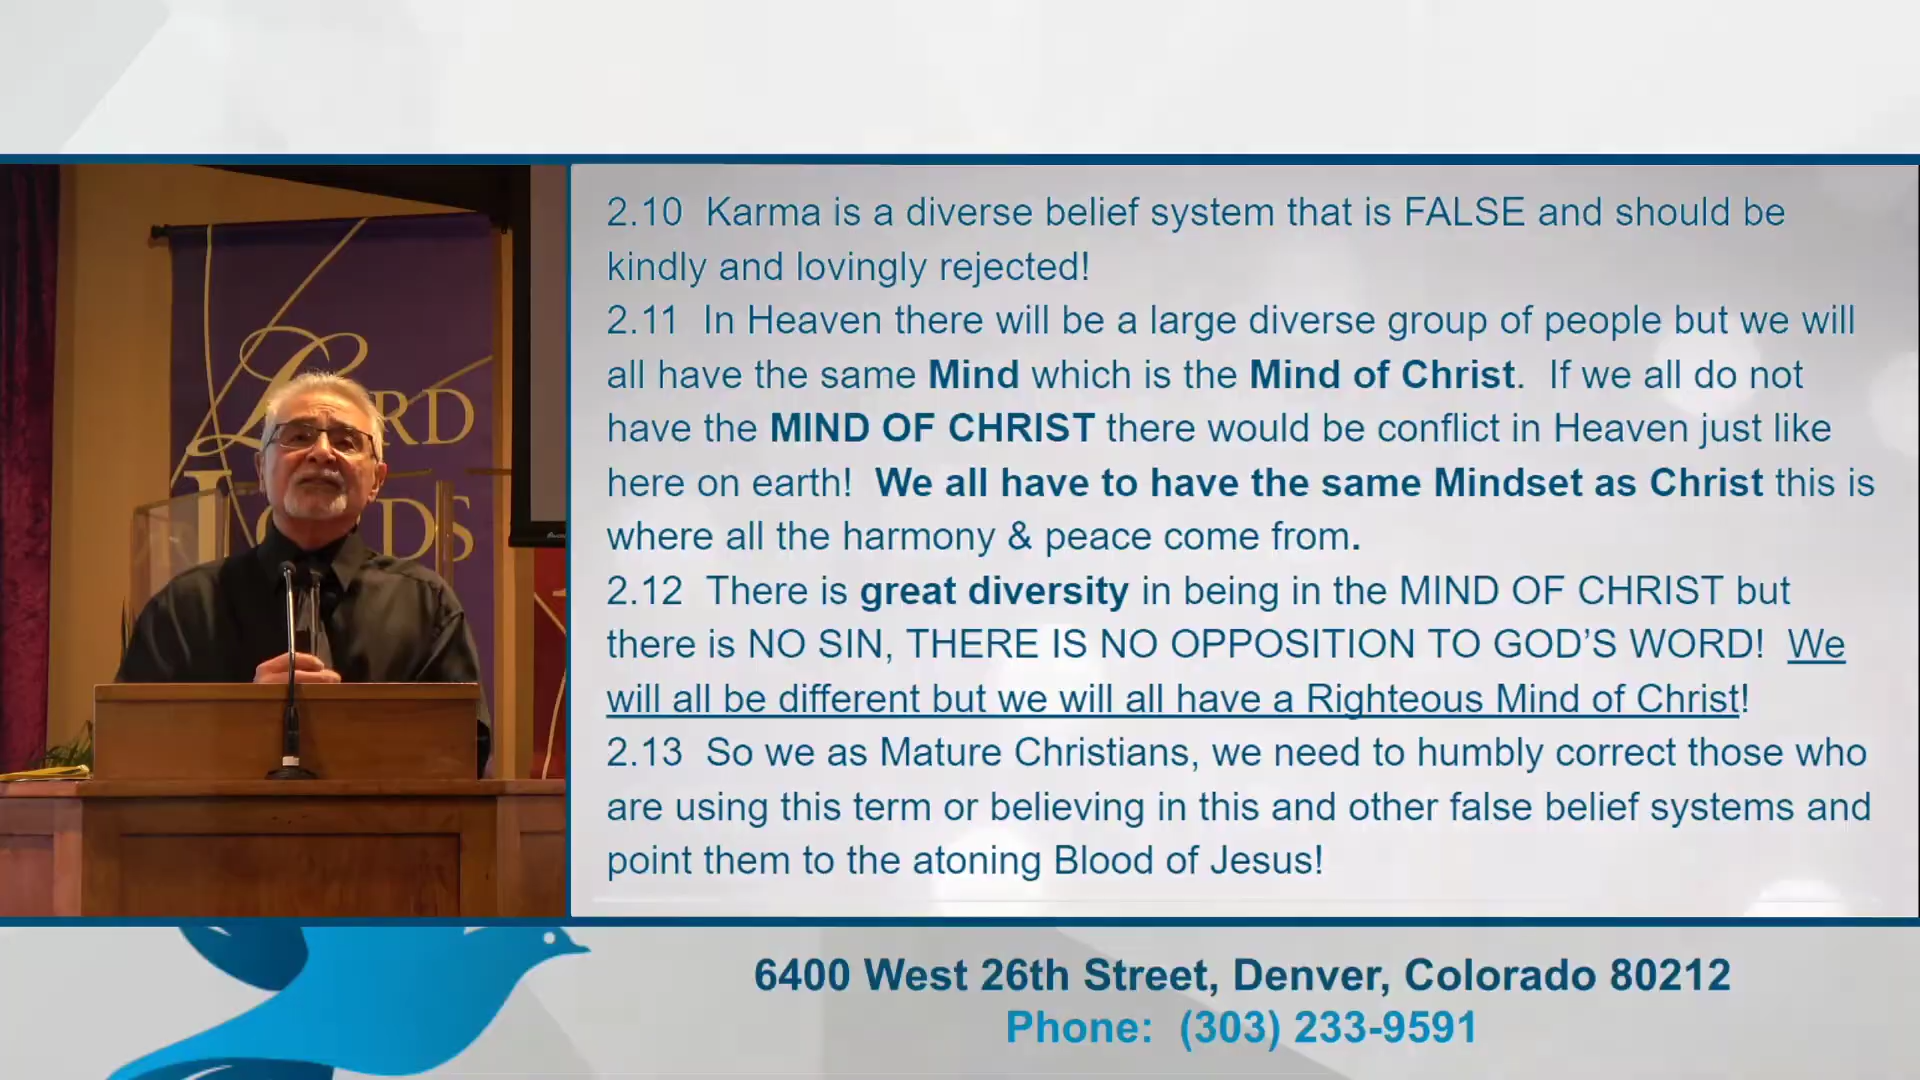 LORD
LORDS
2.10 Karma is a diverse belief system that is FALSE and should be
kindly and lovingly rejected!
2.11 In Heaven there will be a large diverse group of people but we will
all have the same Mind which is the Mind of Christ. If we all do not
have the MIND OF CHRIST there would be conflict in Heaven just like
here on earth! We all have to have the same Mindset as Christ this is
where all the harmony & peace come from.
2.12 There is great diversity in being in the MIND OF CHRIST but
there is NO SIN, THERE IS NO OPPOSITION TO GOD’S WORD! We
will all be different but we will all have a Righteous Mind of Christ!
2.13 So we as Mature Christians, we need to humbly correct those who
are using this term or believing in this and other false belief systems and
point them to the atoning Blood of Jesus!
6400 West 26th Street, Denver, Colorado 80212
Phone: (303) 233-9591